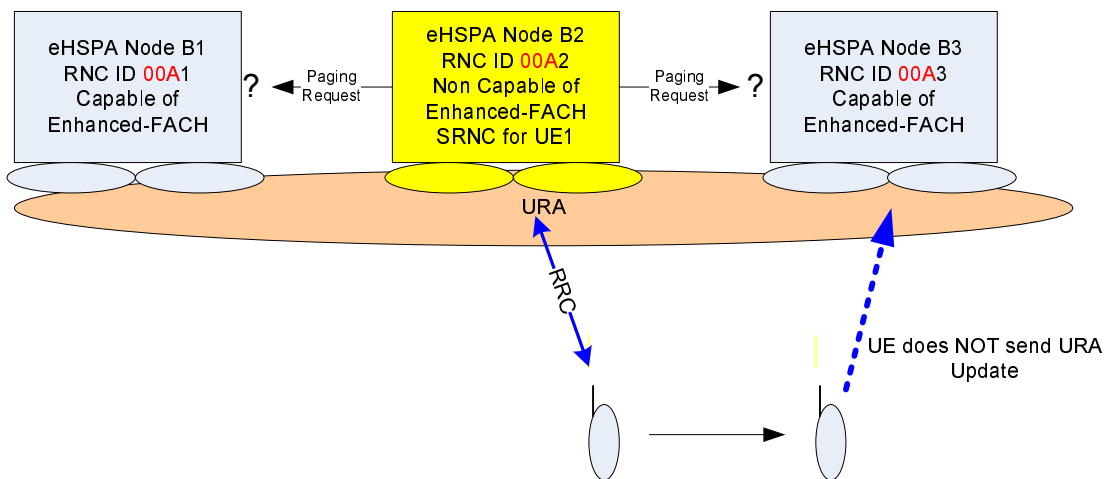 eHSPA Node B1
RNC ID 00A1
Capable of
Enhanced-FACH
?
Paging
Request
eHSPA Node B2
RNC ID 00A2
Non Capable of
Enhanced-FACH
SRNC for UE1
Paging
Request
?
eHSPA Node B3
RNC ID 00A3
Capable of
Enhanced-FACH
URA
RRC
UE does NOT send URA
Update